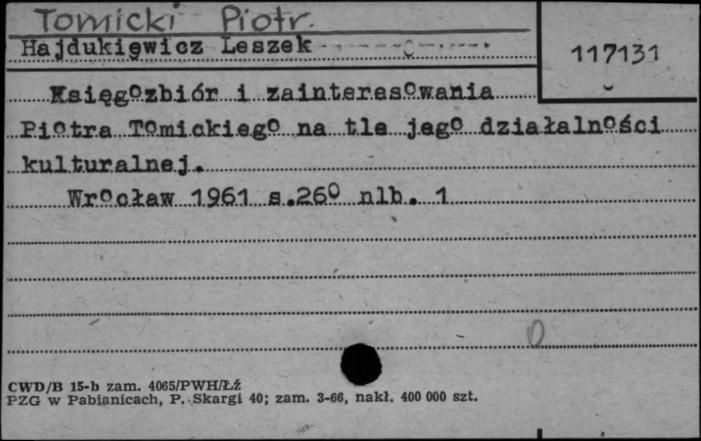 Tomicki Piotr.
Hajdukiewicz Leszek
117131
Księgozbiór i zainteresowania
Piotra Tomickiego na tle jego działalności
kulturalnej.
Wrocław 1961 s.260 nlb. 1
0
CWD/B 15-b zam. 4065/PWH/ŁŹ
PZG w Pabianicach, P. Skargi 40; zam. 3-66, nakł. 400 000 szt.